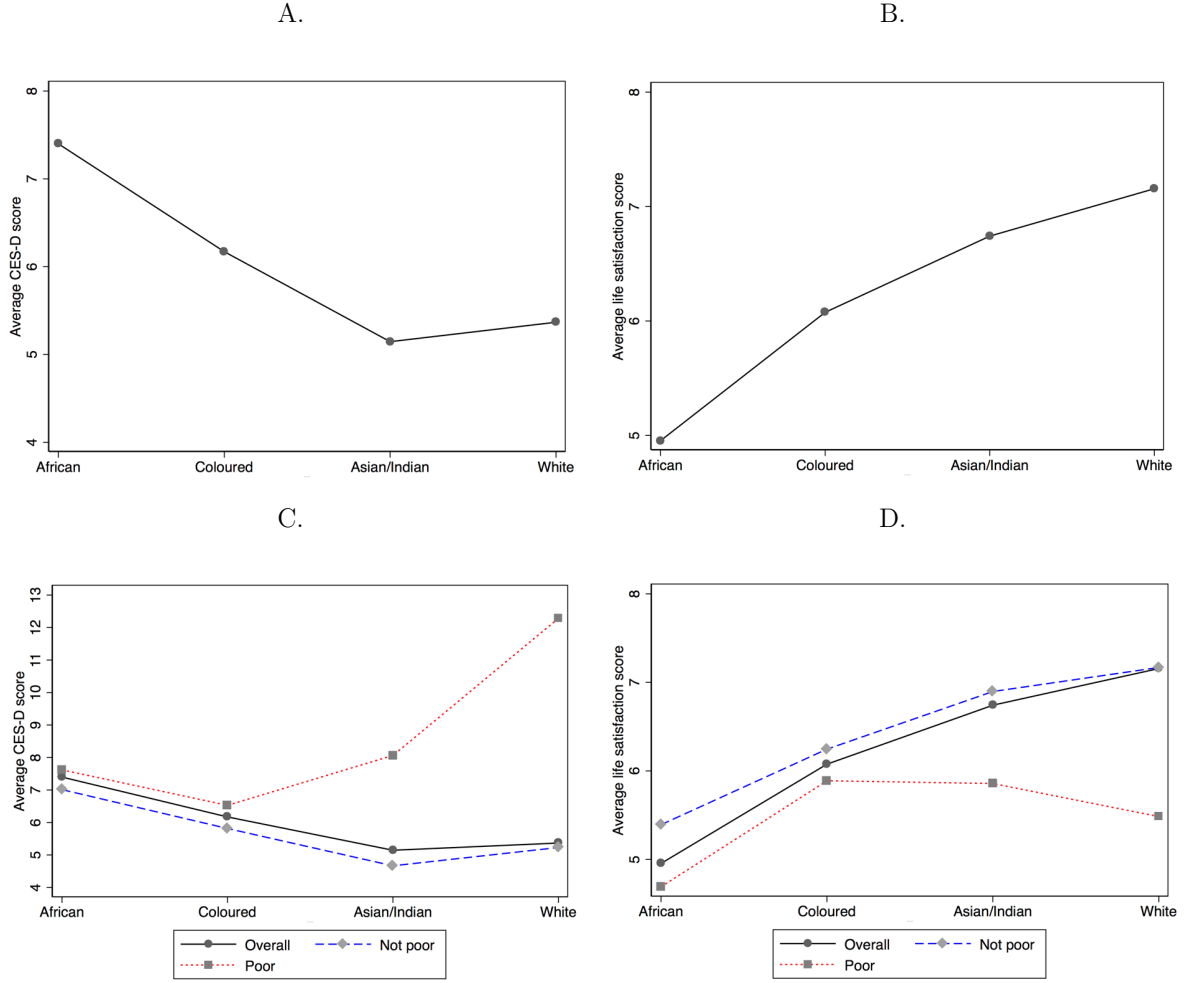 A.
Average CES-D score
8
7
6
5
4
African Coloured Asian/Indian White
B.
Average life satisfaction score
8
7
6
5
African Coloured Asian/Indian White
C.
Average CES-D score
13
12
11
10
9
8
7
6
5
4
African Coloured Asian/Indian White
Overall Not poor
Poor
D.
Average life satisfaction score
8
7
6
5
African Coloured Asian/Indian White
Overall Not poor
Poor